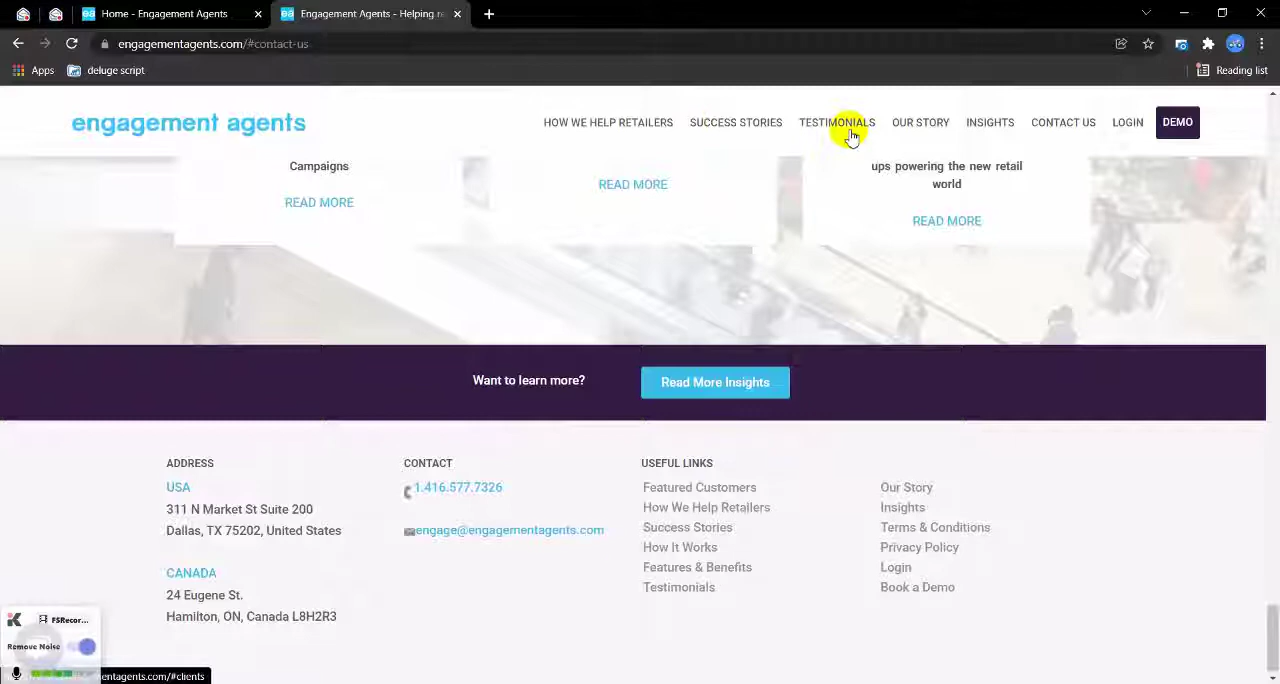 Home - Engagement Agents
Engagement Agents - Helping re
engagementagents.com/#contact-us
Apps
deluge script
Reading list
engagement agents
HOW WE HELP RETAILERS
SUCCESS STORIES
TESTIMONIALS
OUR STORY
INSIGHTS
CONTACT US
LOGIN
DEMO
Campaigns
READ MORE
READ MORE
ups powering the new retail
world
READ MORE
Want to learn more?
Read More Insights
ADDRESS
USA
311 N Market St Suite 200
Dallas, TX 75202, United States
CANADA
24 Eugene St.
Hamilton, ON, Canada L8H2R3
CONTACT
1.416.577.7326
engage@engagementagents.com
USEFUL LINKS
Featured Customers
How We Help Retailers
Success Stories
How It Works
Features & Benefits
Testimonials
Our Story
Insights
Terms & Conditions
Privacy Policy
Login
Book a Demo
FSRecor...
Remove Noise
entagents.com/#clients